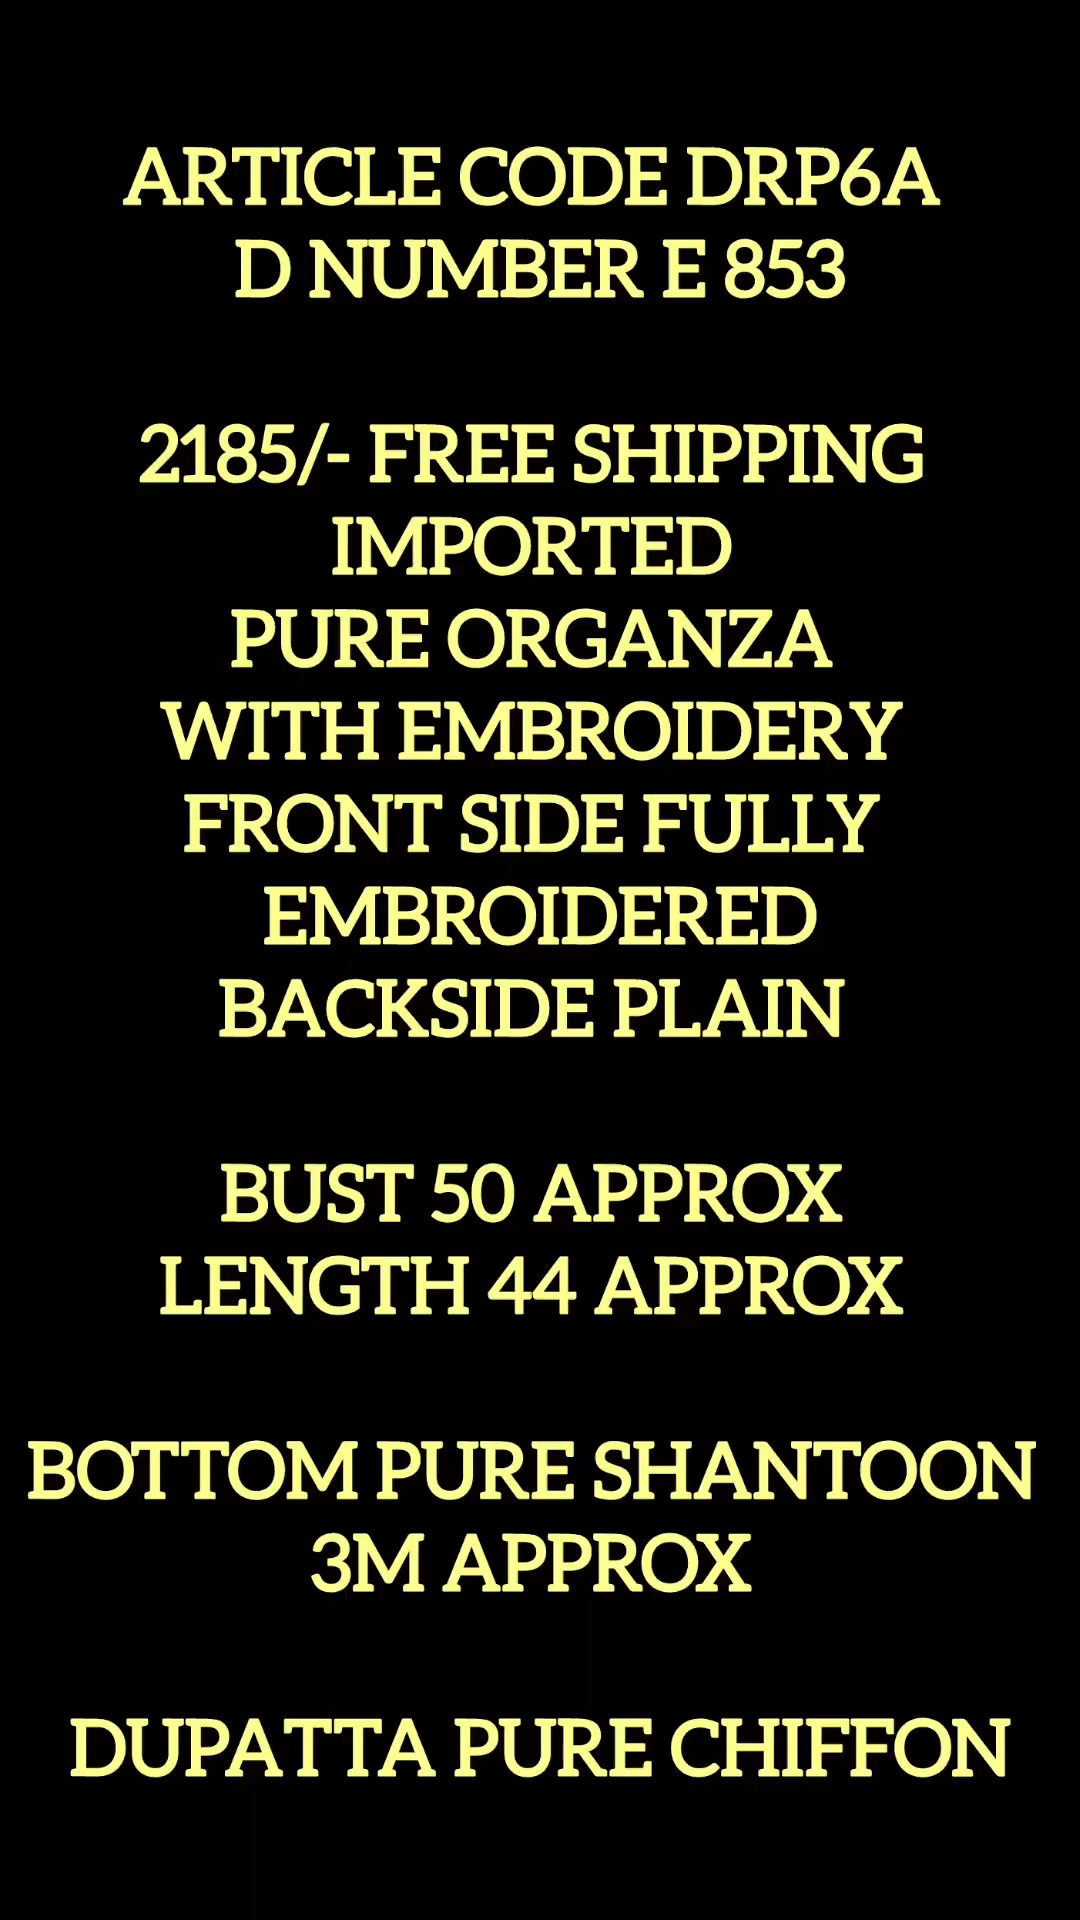 ARTICLE CODE DRP6A
D NUMBER E 853
2185/- FREE SHIPPING
IMPORTED
PURE ORGANZA
WITH EMBROIDERY
FRONT SIDE FULLY
EMBROIDERED
BACKSIDE PLAIN
BUST 50 APPROX
LENGTH 44 APPROX
BOTTOM PURE SHANTOON
3M APPROX
DUPATTA PURE CHIFFON